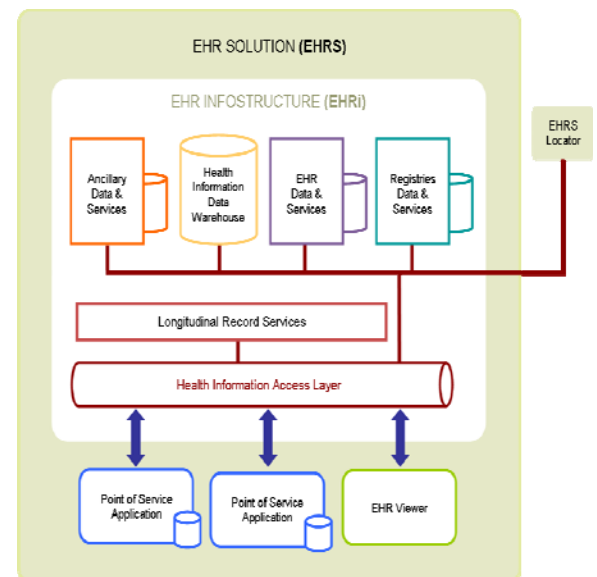 EHR SOLUTION (EHRS)
EHR INFOSTRUCTURE (EHRi)
EHRS
Locator
Ancillary
Data &
Services
Health
Information
Data
Warehouse
EHR
Data &
Services
Registries
Data &
Services
Longitudinal Record Services
Health Information Access Layer
Point of Service
Application
Point of Service
Application
EHR Viewer